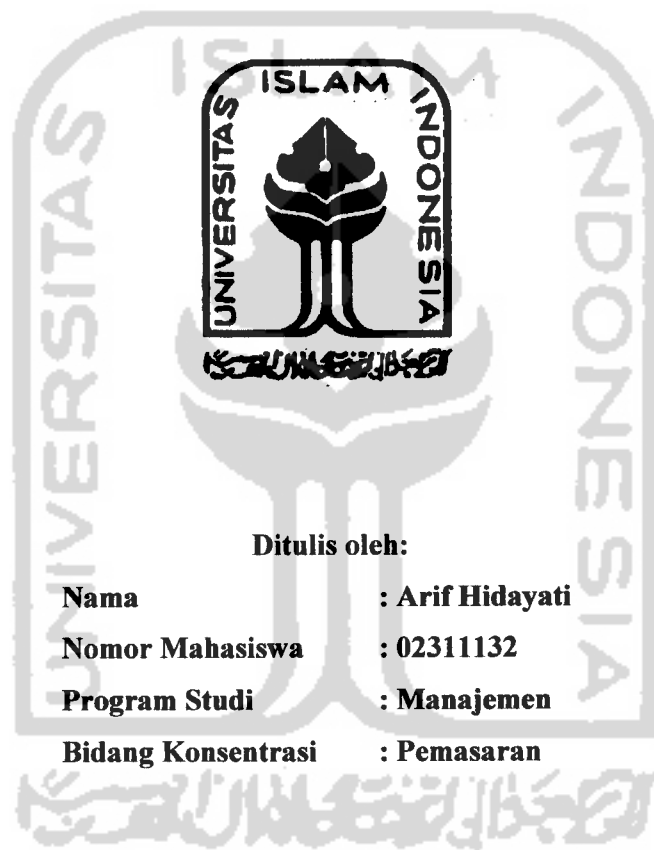 ISLAM
UNIVERSITAS
INDONESIA
Ditulis oleh:
Nama : Arif Hidayati
Nomor Mahasiswa : 02311132
Program Studi : Manajemen
Bidang Konsentrasi : Pemasaran